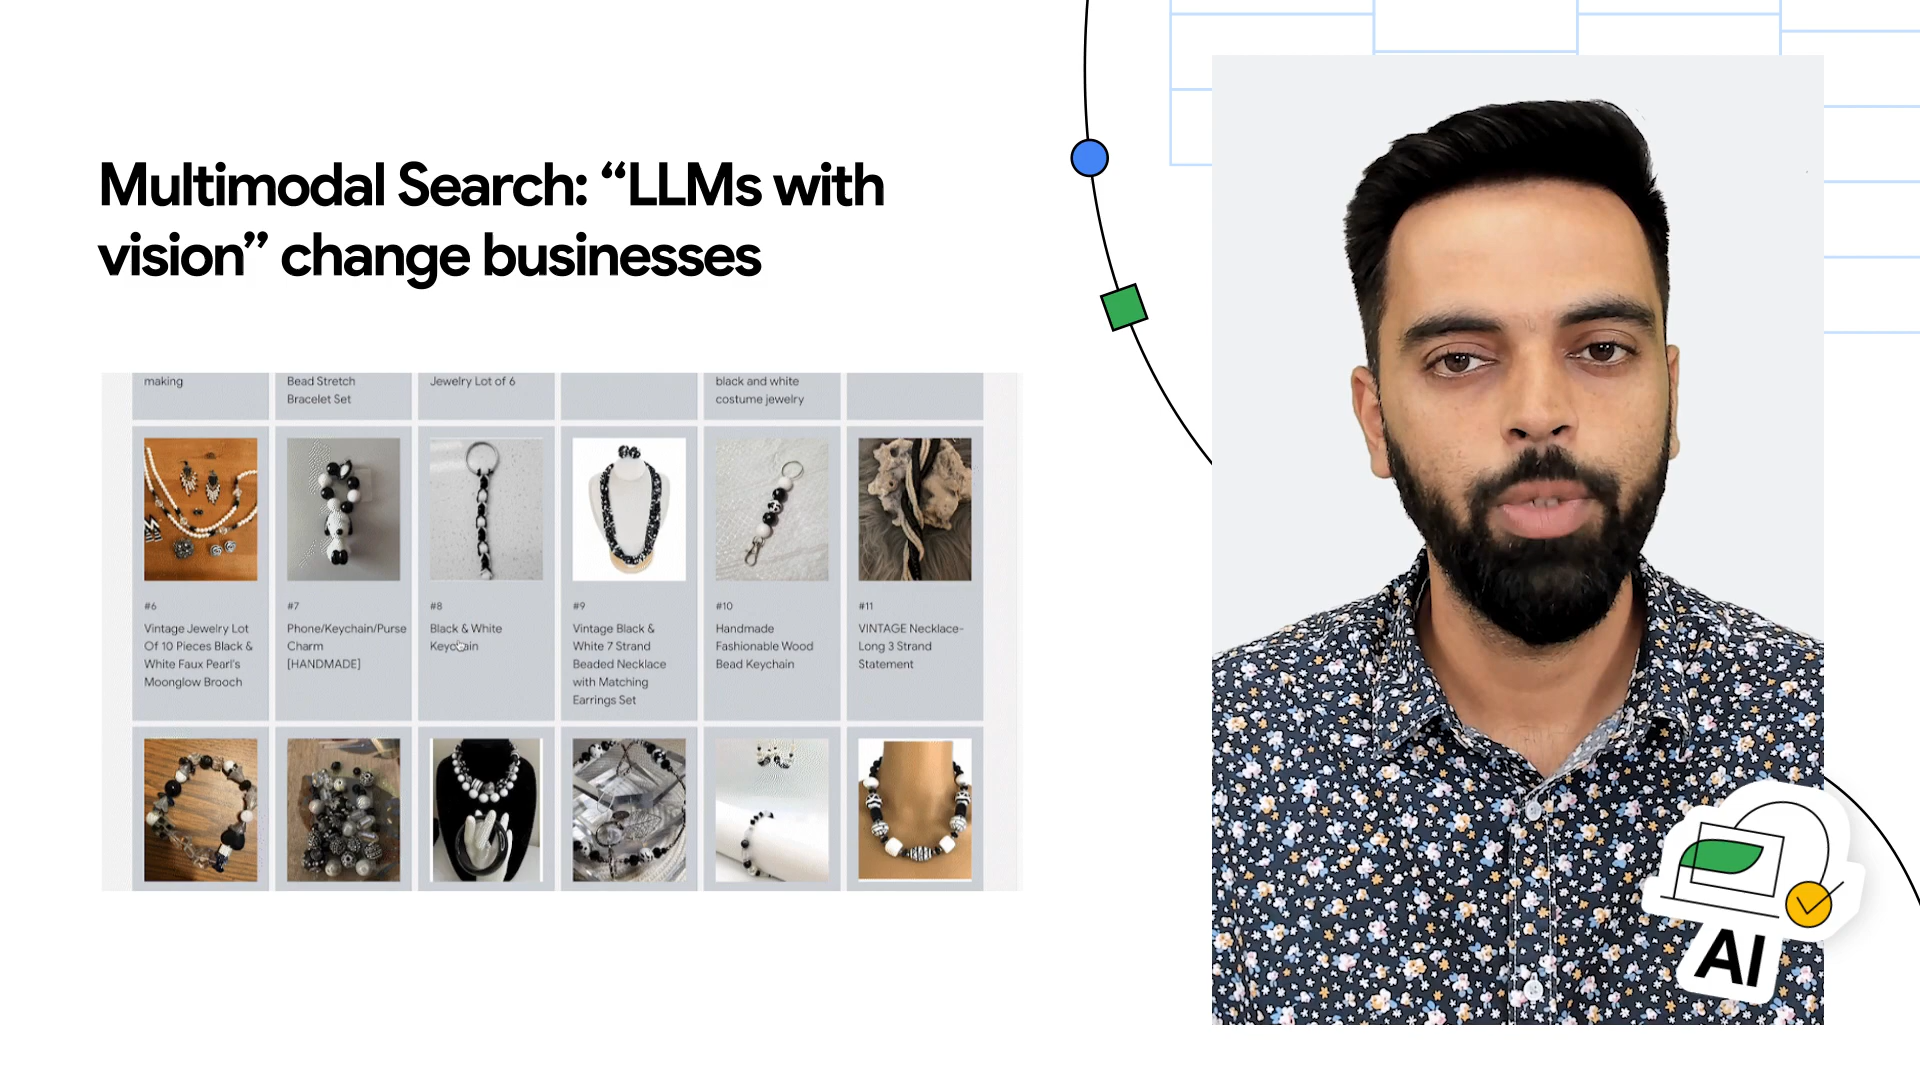 Multimodal Search: “LLMs with
vision” change businesses
making
Bead Stretch
Bracelet Set
Jewelry Lot of 6
black and white
costume jewelry
#6
Vintage Jewelry Lot
Of 10 Pieces Black &
White Faux Pearl's
Moonglow Brooch
#7
Phone/Keychain/Purse
Charm
[HANDMADE]
#8
Black & White
Keychain
#9
Vintage Black &
White 7 Strand
Beaded Necklace
with Matching
Earrings Set
#10
Handmade
Fashionable Wood
Bead Keychain
#11
VINTAGE Necklace-
Long 3 Strand
Statement
AI